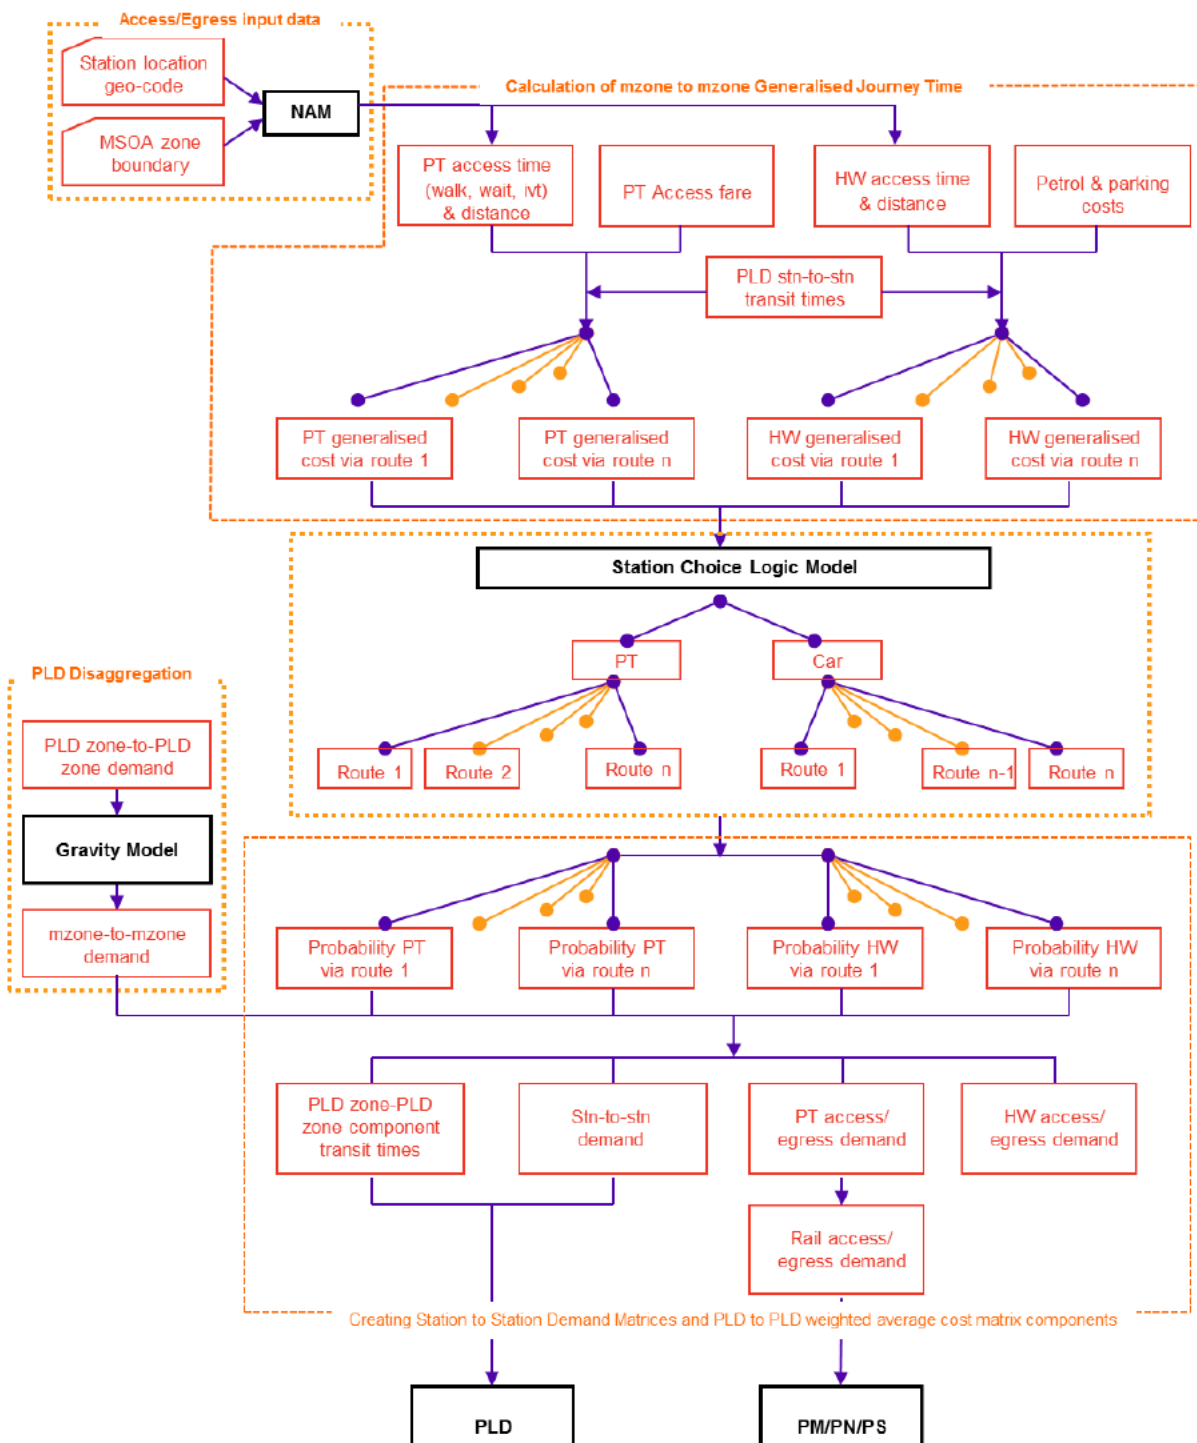 Access/Egress input data
Station location
geo-code
NAM
MSOA zone
boundary
Calculation of mzone to mzone Generalised Journey Time
PT access time
(walk, wait, ivt)
& distance
PT Access fare
HW access time
& distance
Petrol & parking
costs
PLD stn-to-stn
transit times
PT generalised
cost via route 1
PT generalised
cost via route n
HW generalised
cost via route 1
HW generalised
cost via route n
Station Choice Logic Model
PT
Car
Route 1
Route 2
Route n
Route 1
Route n-1
Route n
PLD Disaggregation
PLD zone-to-PLD
zone demand
Gravity Model
mzone-to-mzone
demand
Probability PT
via route 1
Probability PT
via route n
Probability HW
via route 1
Probability HW
via route n
PLD zone-PLD
zone component
transit times
Stn-to-stn
demand
PT access/
egress demand
HW access/
egress demand
Rail access/
egress demand
Creating Station to Station Demand Matrices and PLD to PLD weighted average cost matrix components
PLD
PM/PN/PS